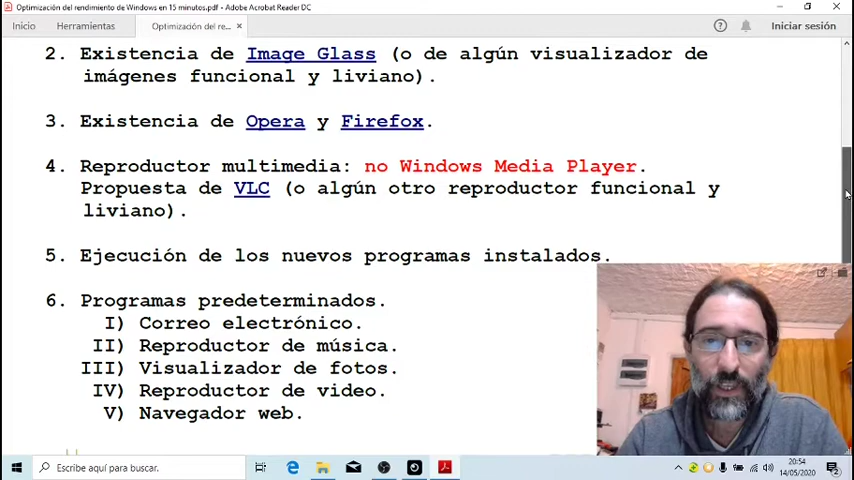 Optimización del rendimiento de Windows en 15 minutos.pdf - Adobe Acrobat Reader DC
Inicio Herramientas Optimización del re... × Iniciar sesión
2. Existencia de Image Glass (o de algún visualizador de
imágenes funcional y liviano).
3. Existencia de Opera y Firefox.
4. Reproductor multimedia: no Windows Media Player.
Propuesta de VLC (o algún otro reproductor funcional y
liviano).
5. Ejecución de los nuevos programas instalados.
6. Programas predeterminados.
I) Correo electrónico.
II) Reproductor de música.
III) Visualizador de fotos.
IV) Reproductor de video.
V) Navegador web.
Escribe aquí para buscar.
20:54
14/05/2020
2